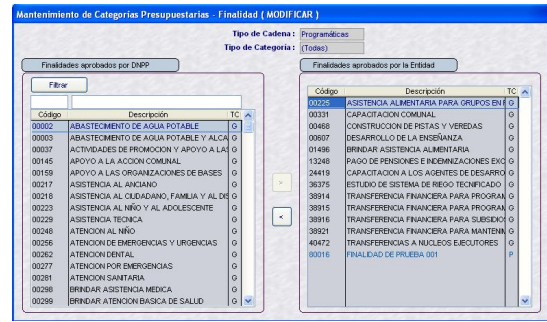 Mantenimiento de Categorías Presupuestarias - Finalidad ( MODIFICAR )
Tipo de Cadena : Programáticas
Tipo de Categoría : (Todas)
Finalidades aprobados por DNPP
Filtrar
Código Descripción TC
00002 ABASTECIMIENTO DE AGUA POTABLE G
00003 ABASTECIMIENTO DE AGUA POTABLE Y ALCA G
00037 ACTIVIDADES DE PROMOCION Y APOYO A LAS G
00145 APOYO A LA ACCION COMUNAL G
00159 APOYO A LAS ORGANIZACIONES DE BASES G
00217 ASISTENCIA AL ANCIANO G
00218 ASISTENCIA AL CIUDADANO, FAMILIA Y AL DIS G
00223 ASISTENCIA AL NIÑO Y AL ADOLESCENTE G
00229 ASISTENCIA TECNICA G
00248 ATENCION AL NIÑO G
00256 ATENCION DE EMERGENCIAS Y URGENCIAS G
00262 ATENCION DENTAL G
00277 ATENCION POR EMERGENCIAS G
00281 ATENCION SANITARIA G
00298 BRINDAR ASISTENCIA MEDICA G
00299 BRINDAR ATENCION BASICA DE SALUD G
>
<
Finalidades aprobados por la Entidad
Código Descripción TC
00225 ASISTENCIA ALIMENTARIA PARA GRUPOS EN R G
00331 CAPACITACION COMUNAL G
00468 CONSTRUCCION DE PISTAS Y VEREDAS G
00607 DESARROLLO DE LA ENSEÑANZA G
01496 BRINDAR ASISTENCIA ALIMENTARIA G
13248 PAGO DE PENSIONES E INDEMNIZACIONES EXC G
24419 CAPACITACION A LOS AGENTES DE DESARRO G
36375 ESTUDIO DE SISTEMA DE RIEGO TECNIFICADO G
38914 TRANSFERENCIA FINANCIERA PARA PROGRAM G
38915 TRANSFERENCIA FINANCIERA PARA PROGRAM G
38916 TRANSFERENCIA FINANCIERA PARA SUBSIDIO G
38921 TRANSFERENCIA FINANCIERA PARA MANTENIM G
40472 TRANSFERENCIAS A NUCLEOS EJECUTORES G
80016 FINALIDAD DE PRUEBA 001 P